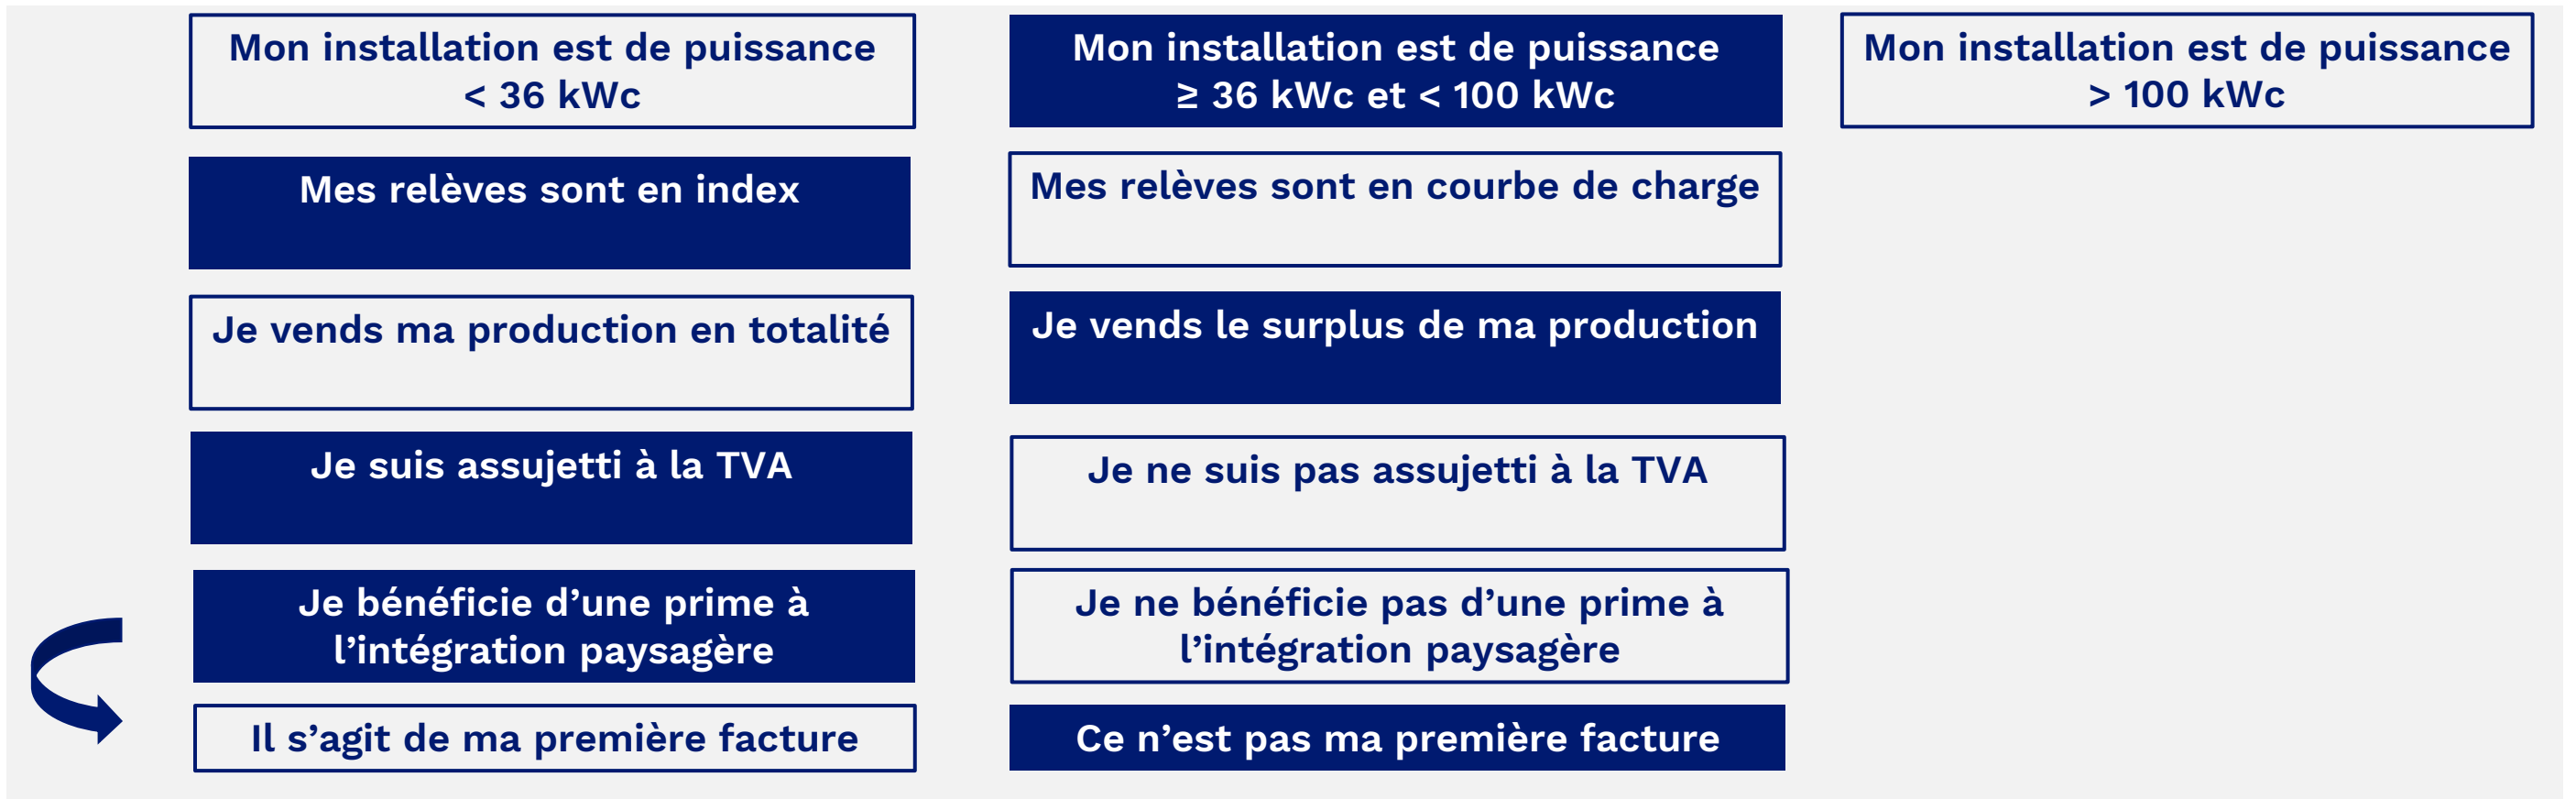 Mon installation est de puissance
< 36 kWc
Mon installation est de puissance
≥ 36 kWc et < 100 kWc
Mon installation est de puissance
> 100 kWc
Mes relèves sont en index
Mes relèves sont en courbe de charge
Je vends ma production en totalité
Je vends le surplus de ma production
Je suis assujetti à la TVA
Je ne suis pas assujetti à la TVA
Je bénéficie d’une prime à
l’intégration paysagère
Je ne bénéficie pas d’une prime à
l’intégration paysagère
Il s’agit de ma première facture
Ce n’est pas ma première facture